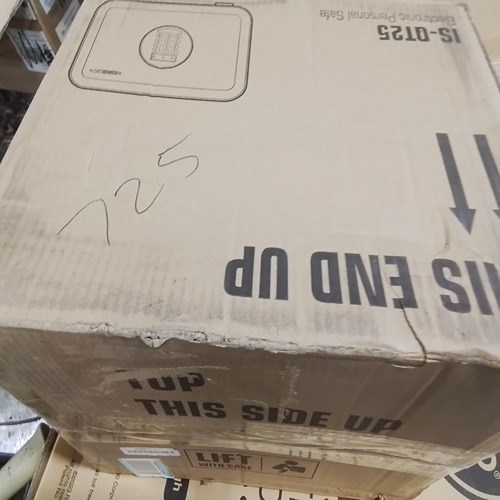 IS-QT25
Electronic Personal Safe
725
THIS END UP
TOP
THIS SIDE UP
LIFT
WITH CARE